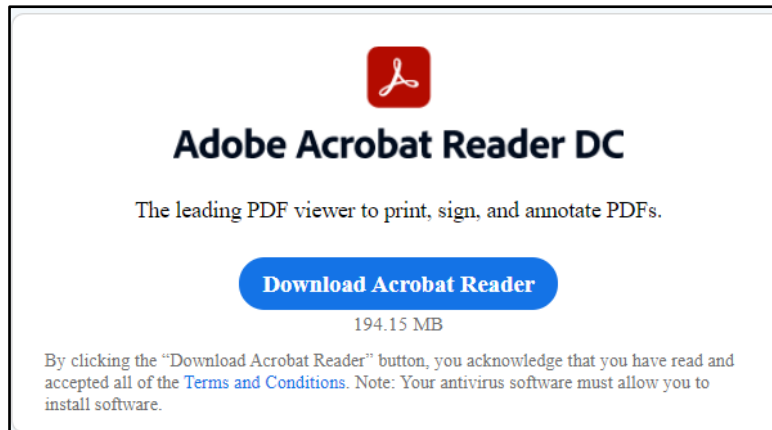 Adobe Acrobat Reader DC
The leading PDF viewer to print, sign, and annotate PDFs.
Download Acrobat Reader
194.15 MB
By clicking the “Download Acrobat Reader” button, you acknowledge that you have read and
accepted all of the Terms and Conditions. Note: Your antivirus software must allow you to
install software.